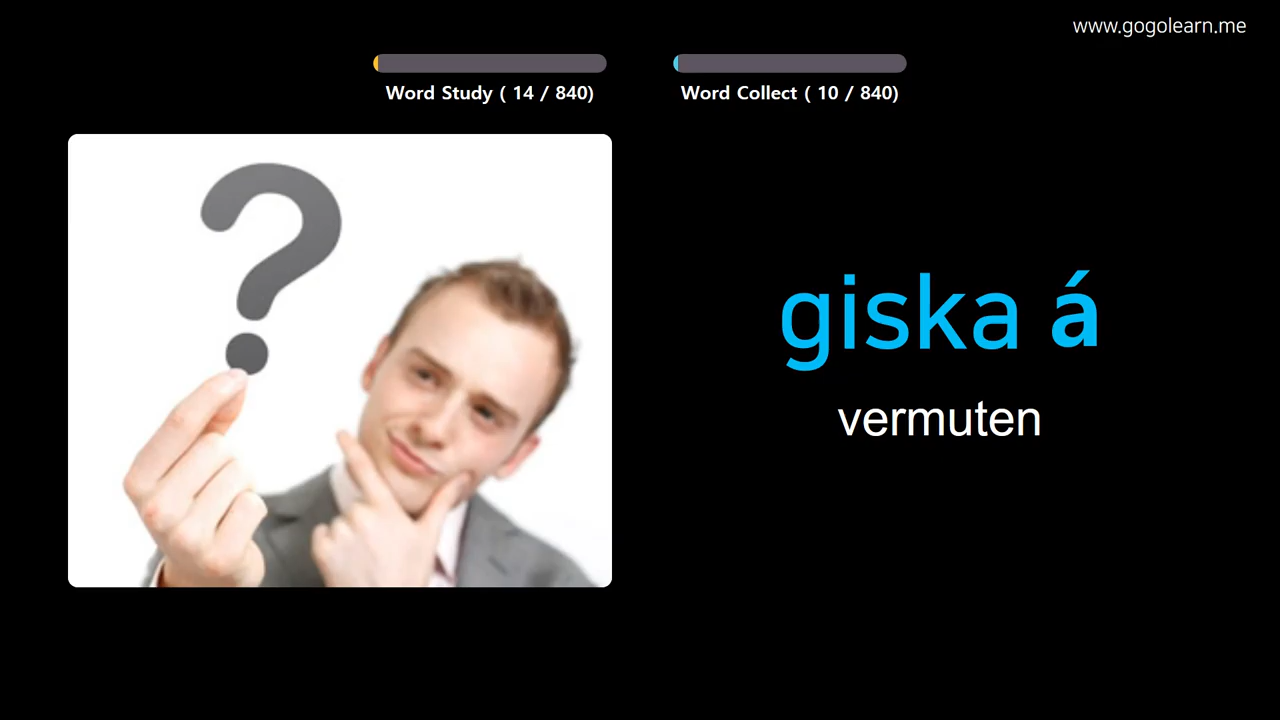 www.gogolearn.me
Word Study ( 14 / 840)
Word Collect ( 10 / 840)
?
giska á
vermuten